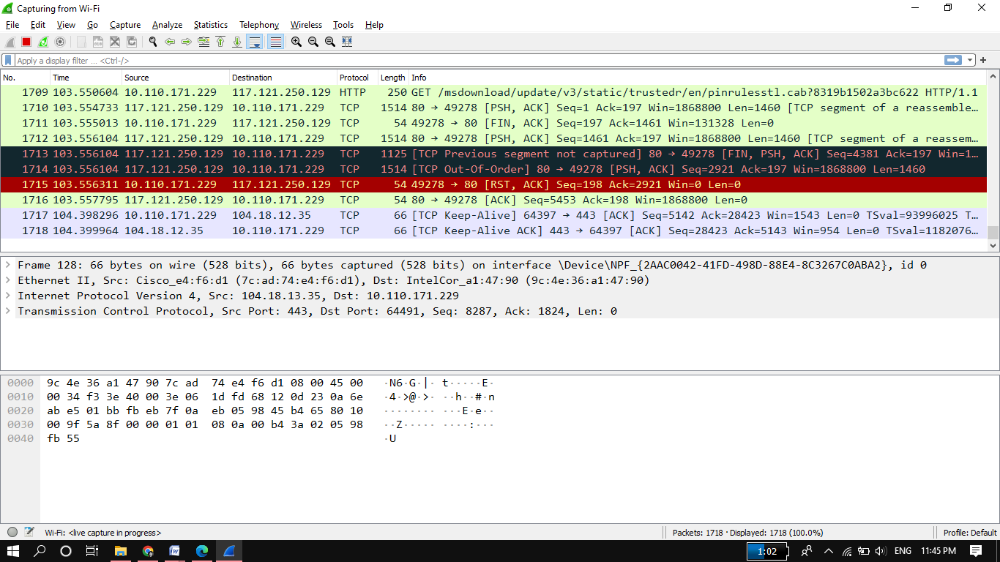 Capturing from Wi-Fi
File Edit View Go Capture Analyze Statistics Telephony Wireless Tools Help
Apply a display filter ... <Ctrl-/>
No. Time Source Destination Protocol Length Info
1709 103.550604 10.110.171.229 117.121.250.129 HTTP 250 GET /msdownload/update/v3/static/trustedr/en/pinrulesstl.cab?8319b1502a3bc622 HTTP/1.1
1710 103.554733 117.121.250.129 10.110.171.229 TCP 1514 80 → 49278 [PSH, ACK] Seq=1 Ack=197 Win=1868800 Len=1460 [TCP segment of a reassemble…
1711 103.555013 10.110.171.229 117.121.250.129 TCP 54 49278 → 80 [FIN, ACK] Seq=197 Ack=1461 Win=131328 Len=0
1712 103.556104 117.121.250.129 10.110.171.229 TCP 1514 80 → 49278 [PSH, ACK] Seq=1461 Ack=197 Win=1868800 Len=1460 [TCP segment of a reassem…
1713 103.556104 117.121.250.129 10.110.171.229 TCP 1125 [TCP Previous segment not captured] 80 → 49278 [FIN, PSH, ACK] Seq=4381 Ack=197 Win=1…
1714 103.556104 117.121.250.129 10.110.171.229 TCP 1514 [TCP Out-Of-Order] 80 → 49278 [PSH, ACK] Seq=2921 Ack=197 Win=1868800 Len=1460
1715 103.556311 10.110.171.229 117.121.250.129 TCP 54 49278 → 80 [RST, ACK] Seq=198 Ack=2921 Win=0 Len=0
1716 103.557795 117.121.250.129 10.110.171.229 TCP 54 80 → 49278 [ACK] Seq=5453 Ack=198 Win=1868800 Len=0
1717 104.398296 10.110.171.229 104.18.12.35 TCP 66 [TCP Keep-Alive] 64397 → 443 [ACK] Seq=5142 Ack=28423 Win=1543 Len=0 TSval=93996025 T…
1718 104.399964 104.18.12.35 10.110.171.229 TCP 66 [TCP Keep-Alive ACK] 443 → 64397 [ACK] Seq=28423 Ack=5143 Win=954 Len=0 TSval=1182076…
Frame 128: 66 bytes on wire (528 bits), 66 bytes captured (528 bits) on interface \Device\NPF_{2AAC0042-41FD-498D-88E4-8C3267C0ABA2}, id 0
Ethernet II, Src: Cisco_e4:f6:d1 (7c:ad:74:e4:f6:d1), Dst: IntelCor_a1:47:90 (9c:4e:36:a1:47:90)
Internet Protocol Version 4, Src: 104.18.13.35, Dst: 10.110.171.229
Transmission Control Protocol, Src Port: 443, Dst Port: 64491, Seq: 8287, Ack: 1824, Len: 0
0000 9c 4e 36 a1 47 90 7c ad 74 e4 f6 d1 08 00 45 00 ·N6·G·|· t·····E·
0010 00 34 f3 3e 40 00 3e 06 1d fd 68 12 0d 23 0a 6e ·4·>@·>· ··h··#·n
0020 ab e5 01 bb fb eb 7f 0a eb 05 98 45 b4 65 80 10 ········ ···E·e··
0030 00 9f 5a 8f 00 00 01 01 08 0a 00 b4 3a 02 05 98 ··Z····· ····:···
0040 fb 55 ·U
Wi-Fi: <live capture in progress> Packets: 1718 · Displayed: 1718 (100.0%) Profile: Default
1:02 ENG 11:45 PM